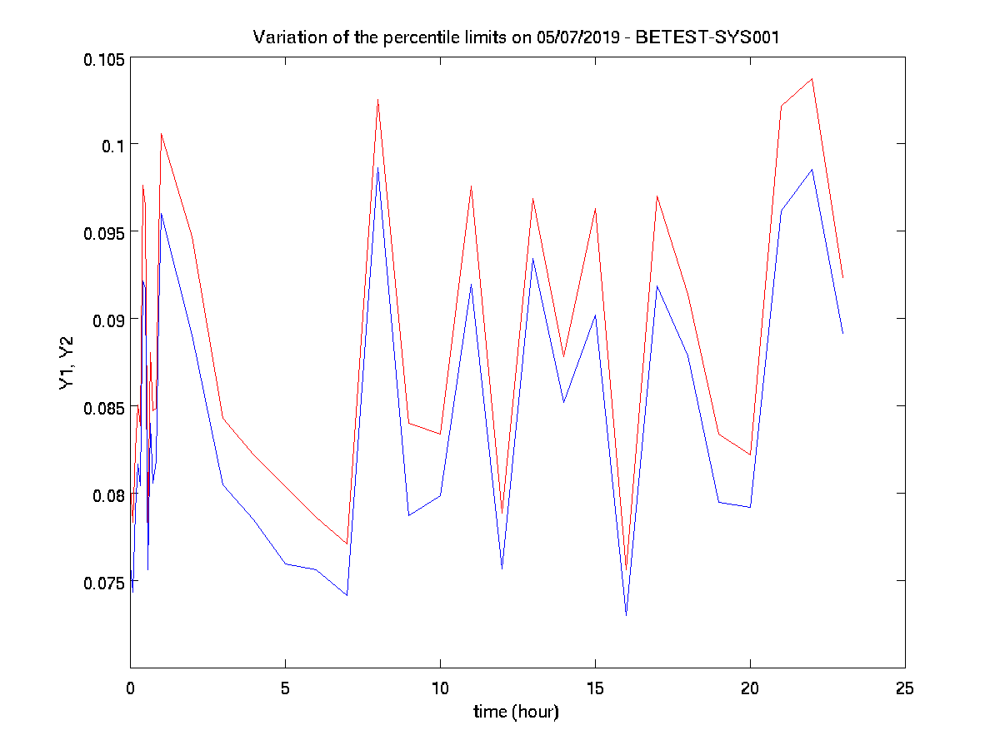 Variation of the percentile limits on 05/07/2019 - BETEST-SYS001
0.105
0.1
0.095
0.09
0.085
0.08
0.075
Y1, Y2
0 5 10 15 20 25
time (hour)